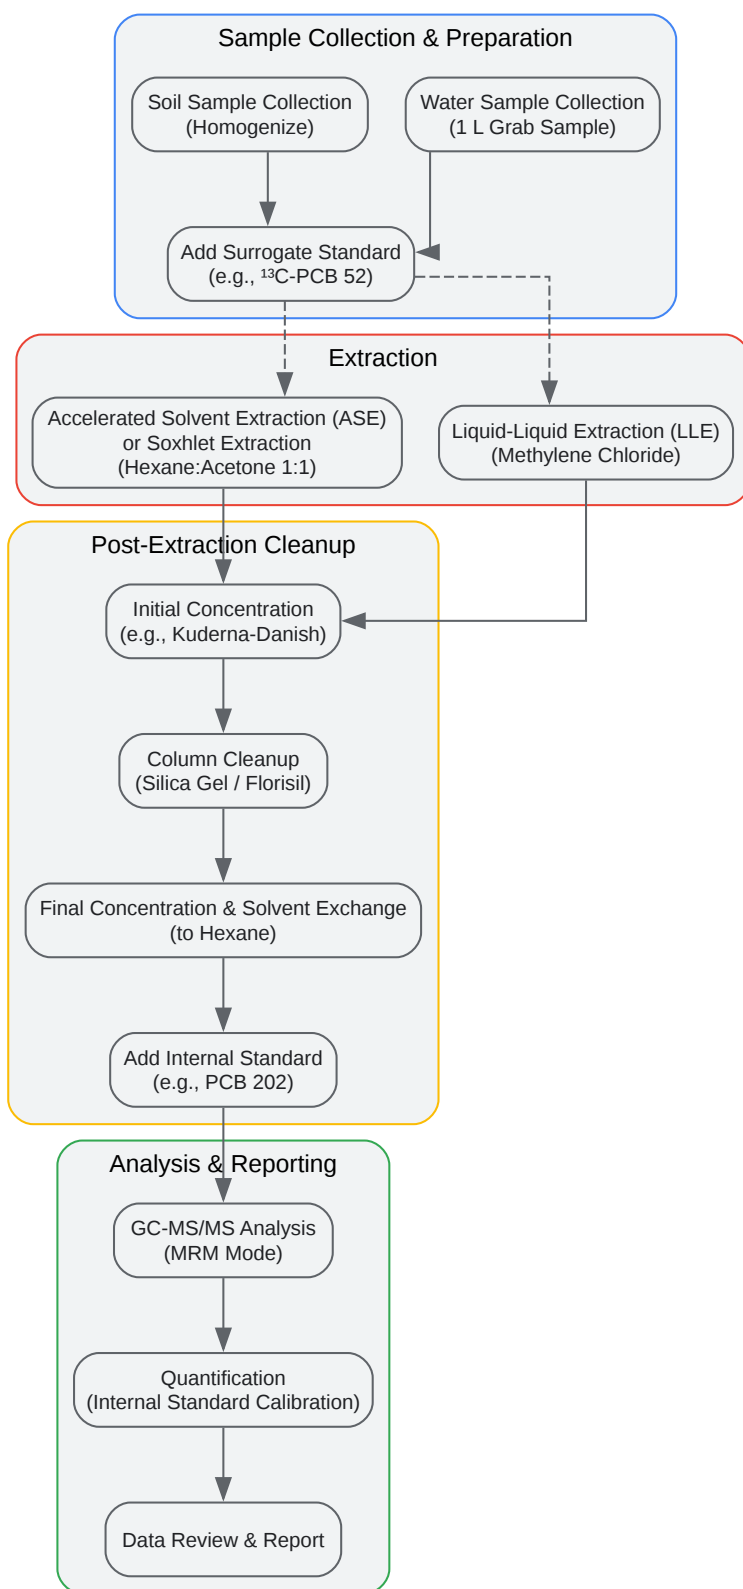 Sample Collection & Preparation
Soil Sample Collection
(Homogenize)
Water Sample Collection
(1 L Grab Sample)
Add Surrogate Standard
(e.g., ¹³C-PCB 52)
Extraction
Accelerated Solvent Extraction (ASE)
or Soxhlet Extraction
(Hexane:Acetone 1:1)
Liquid-Liquid Extraction (LLE)
(Methylene Chloride)
Post-Extraction Cleanup
Initial Concentration
(e.g., Kuderna-Danish)
Column Cleanup
(Silica Gel / Florisil)
Final Concentration & Solvent Exchange
(to Hexane)
Add Internal Standard
(e.g., PCB 202)
Analysis & Reporting
GC-MS/MS Analysis
(MRM Mode)
Quantification
(Internal Standard Calibration)
Data Review & Report